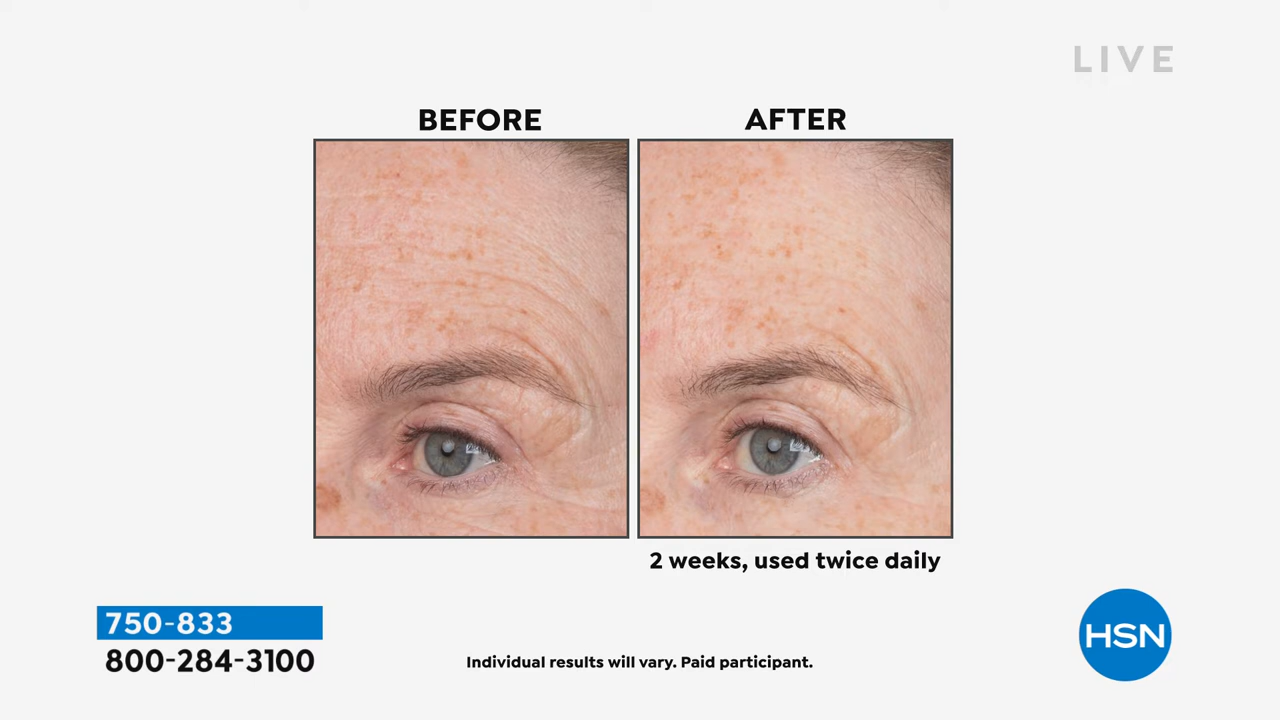 LIVE
BEFORE
AFTER
2 weeks, used twice daily
750-833
800-284-3100
Individual results will vary. Paid participant.
HSN